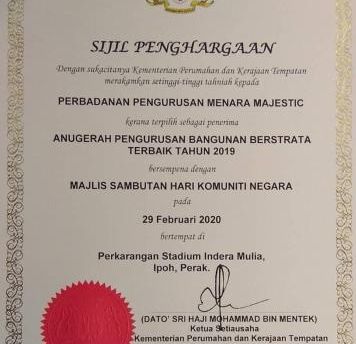 SIJIL PENGHARGAAN
Dengan sukacitanya Kementerian Perumahan dan Kerajaan Tempatan
merakamkan setinggi-tinggi tahniah kepada
PERBADANAN PENGURUSAN MENARA MAJESTIC
kerana terpilih sebagai penerima
ANUGERAH PENGURUSAN BANGUNAN BERSTRATA
TERBAIK TAHUN 2019
bersempena dengan
MAJLIS SAMBUTAN HARI KOMUNITI NEGARA
pada
29 Februari 2020
bertempat di
Perkarangan Stadium Indera Mulia,
Ipoh, Perak.
(DATO' SRI HAJI MOHAMMAD BIN MENTEK)
Ketua Setiausaha
Kementerian Perumahan dan Kerajaan Tempatan